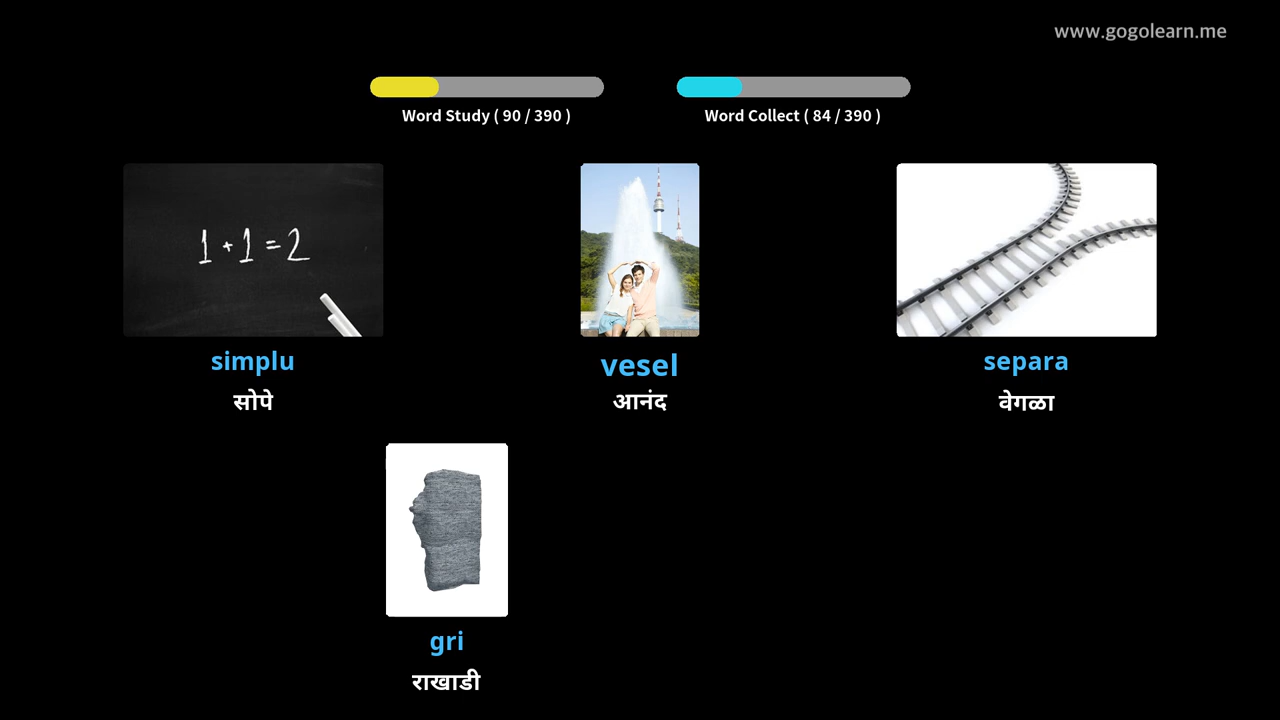 www.gogolearn.me
Word Study ( 90 / 390 )
Word Collect ( 84 / 390 )
1 + 1 = 2
simplu
सोपे
vesel
आनंद
separa
वेगळा
gri
राखाडी